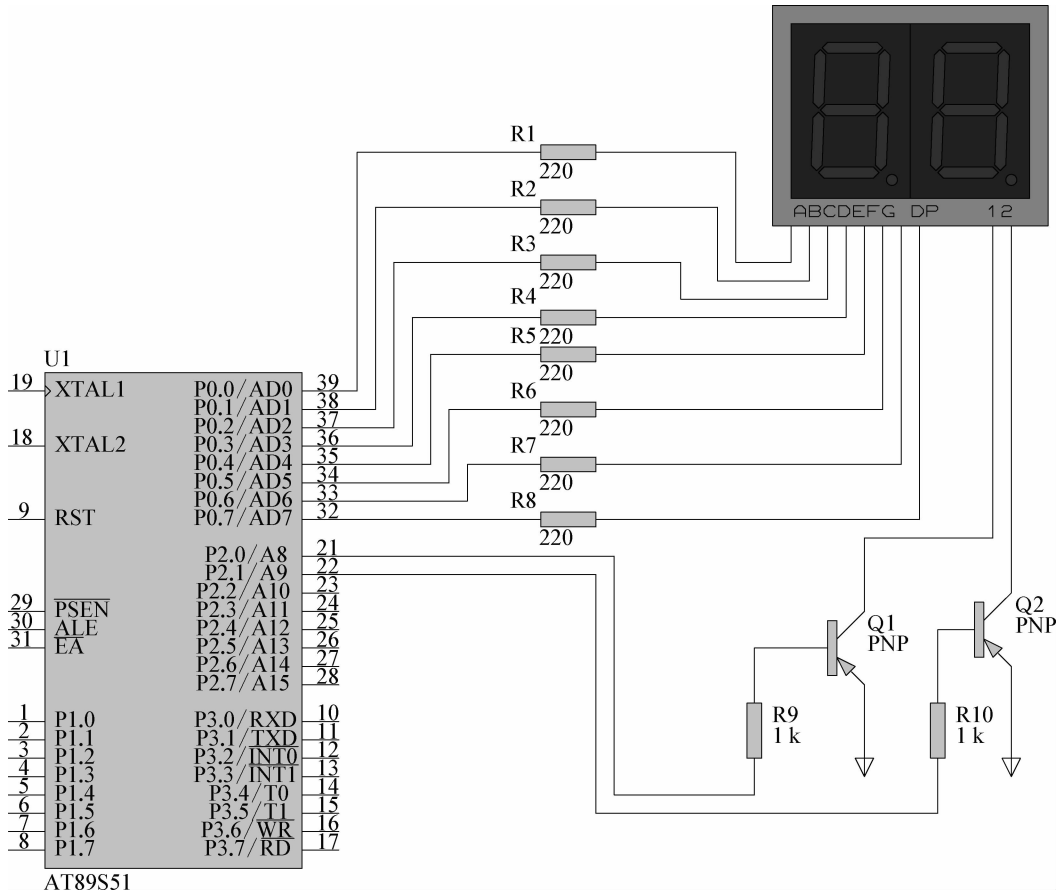 ABCDEFG DP 12
R1
220
R2
220
R3
220
R4
220
R5
220
R6
220
R7
220
R8
220
U1
19 XTAL1
18 XTAL2
9 RST
29 PSEN
30 ALE
31 EA
1 P1.0
2 P1.1
3 P1.2
4 P1.3
5 P1.4
6 P1.5
7 P1.6
8 P1.7
P0.0/AD0 39
P0.1/AD1 38
P0.2/AD2 37
P0.3/AD3 36
P0.4/AD4 35
P0.5/AD5 34
P0.6/AD6 33
P0.7/AD7 32
P2.0/A8 21
P2.1/A9 22
P2.2/A10 23
P2.3/A11 24
P2.4/A12 25
P2.5/A13 26
P2.6/A14 27
P2.7/A15 28
P3.0/RXD 10
P3.1/TXD 11
P3.2/INT0 12
P3.3/INT1 13
P3.4/T0 14
P3.5/T1 15
P3.6/WR 16
P3.7/RD 17
AT89S51
Q1
PNP
Q2
PNP
R9
1 k
R10
1 k